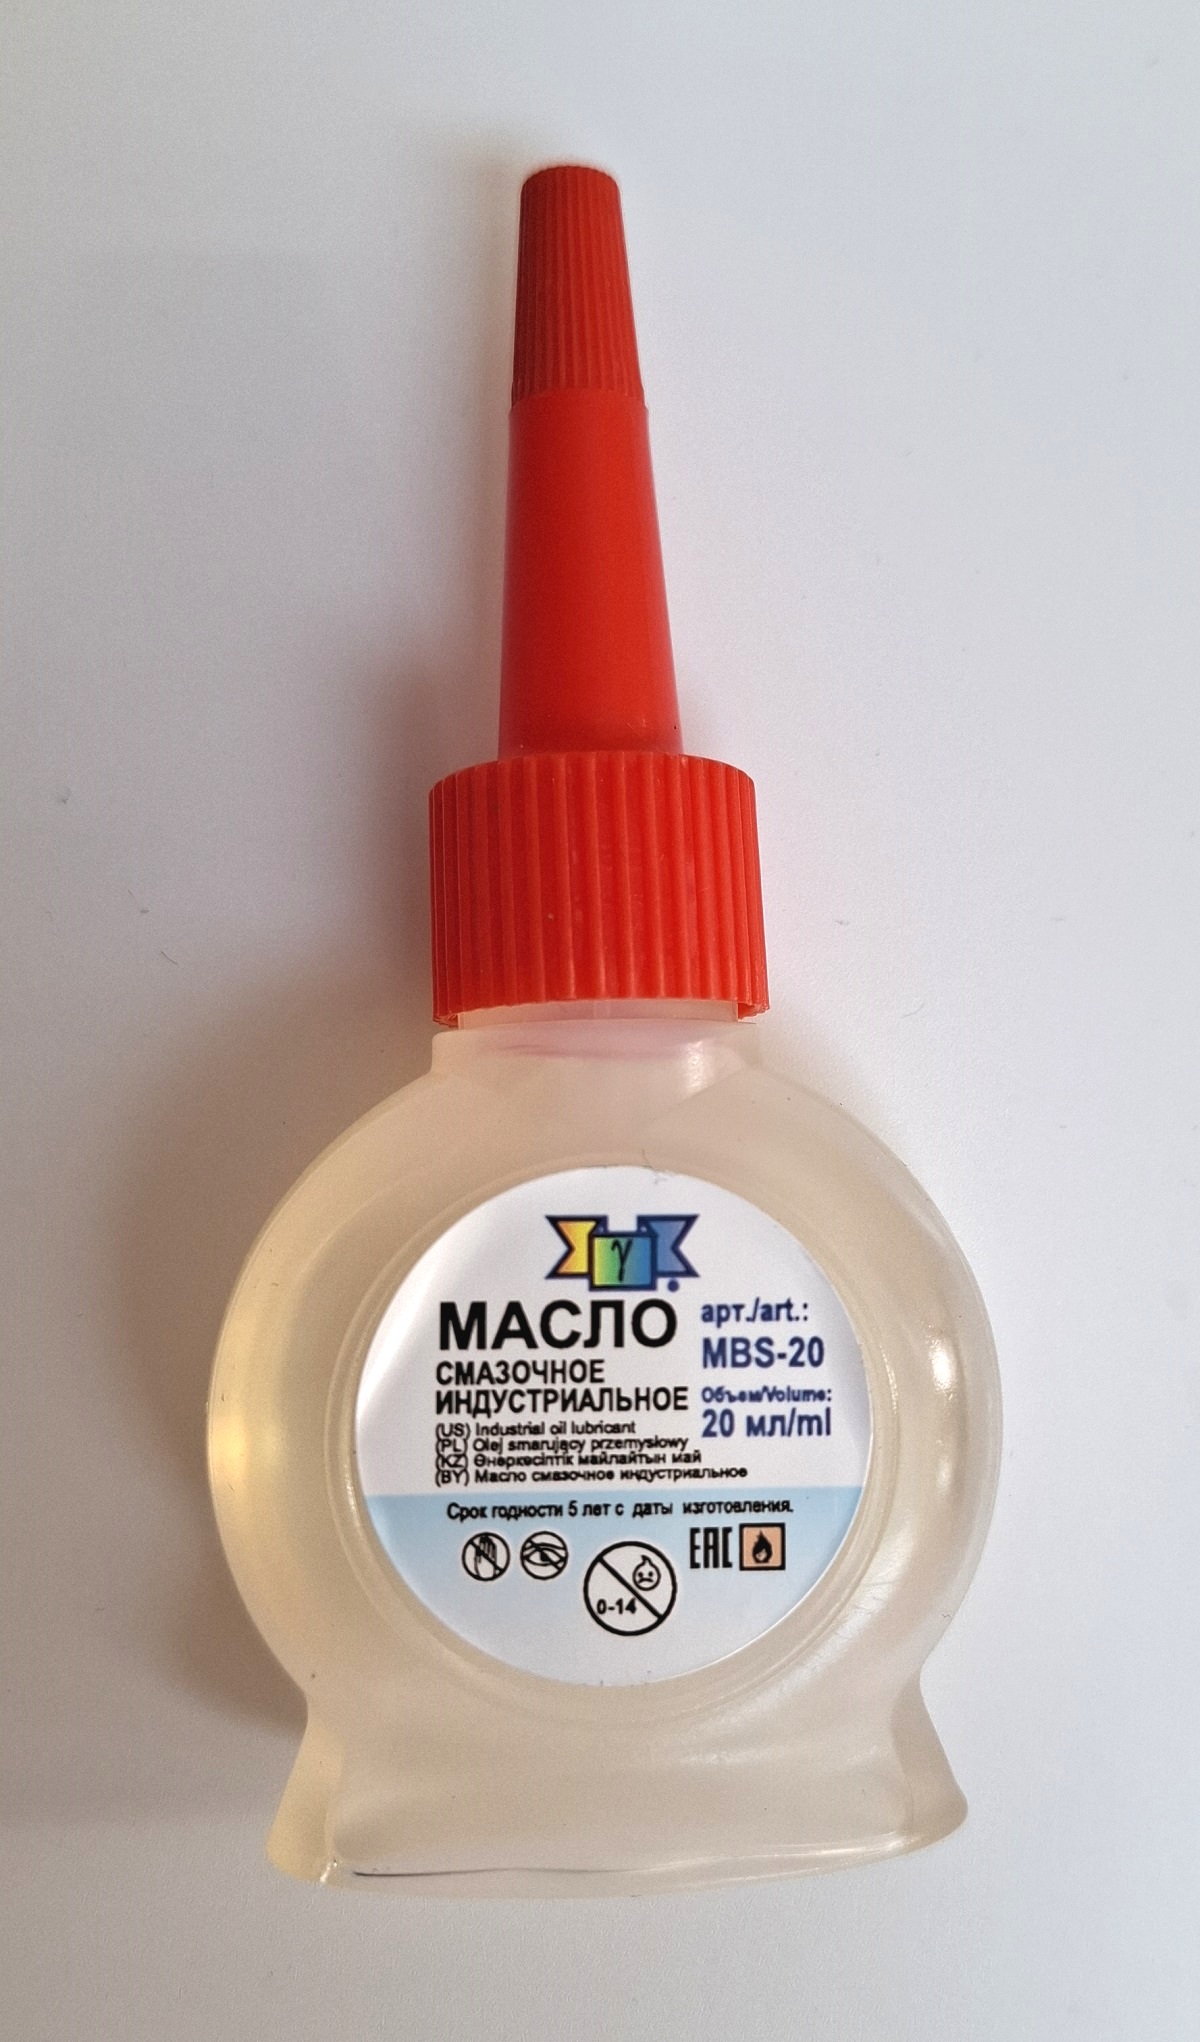 γ
МАСЛО
СМАЗОЧНОЕ
ИНДУСТРИАЛЬНОЕ
арт./art.:
MBS-20
Объем/Volume:
20 мл/ml
(US) Industrial oil lubricant
(PL) Olej smarujący przemysłowy
(KZ) Өнеркәсіптік майлайтын май
(BY) Масло смазочное индустриальное
Срок годности 5 лет с даты изготовления.
EAC
0-14